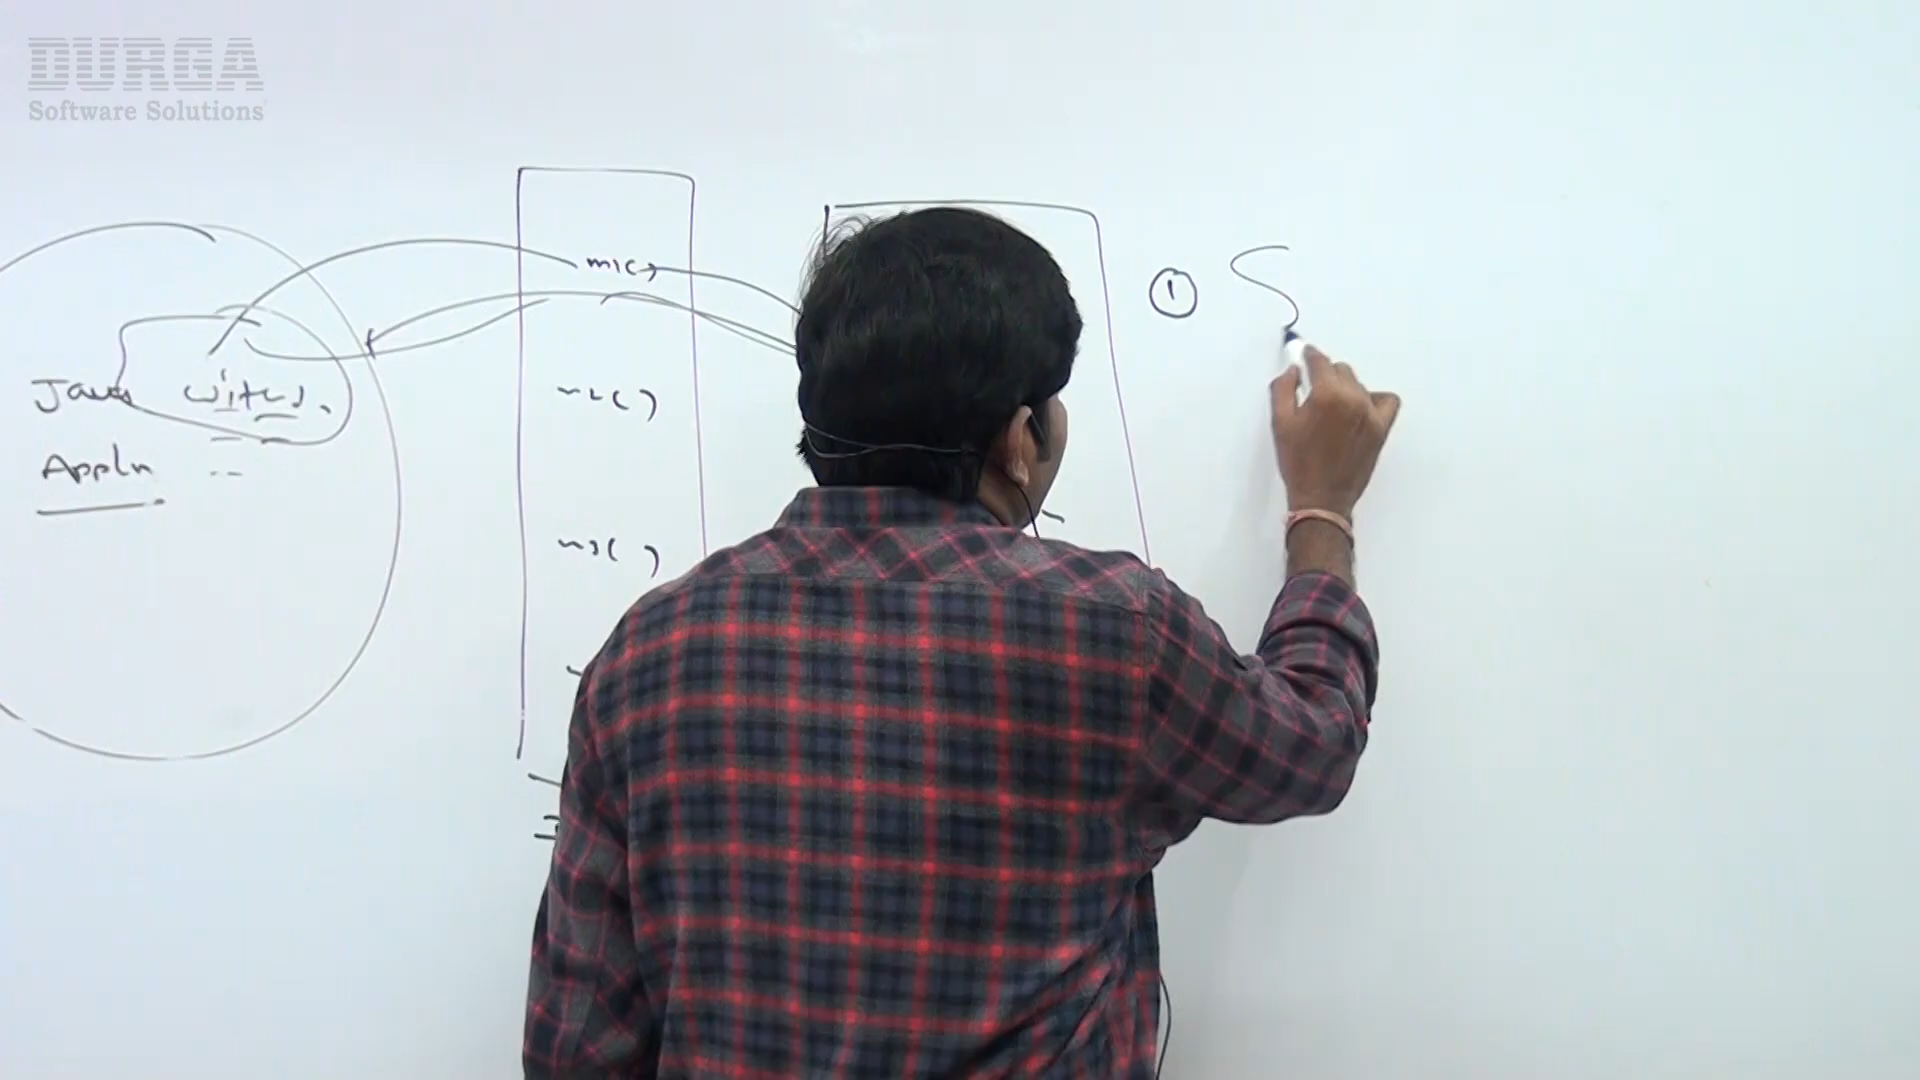 DURGA
Software Solutions
m1()
Java
m2()
Appln
m3()
① S